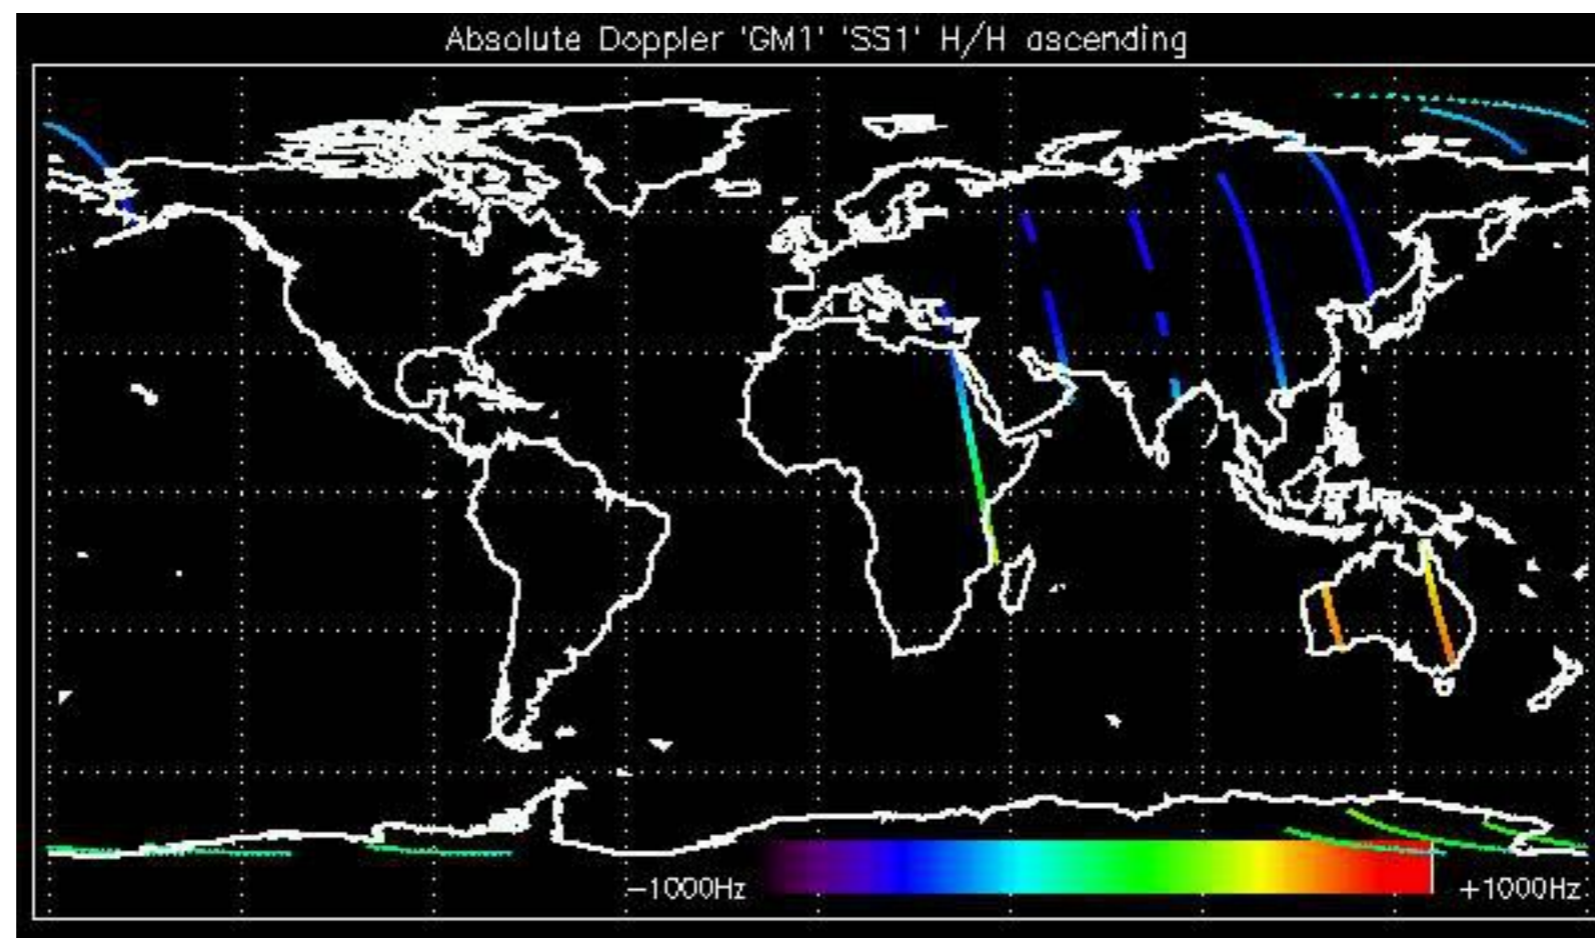 Absolute Doppler 'GM1' 'SS1' H/H ascending
−1000Hz
+1000Hz